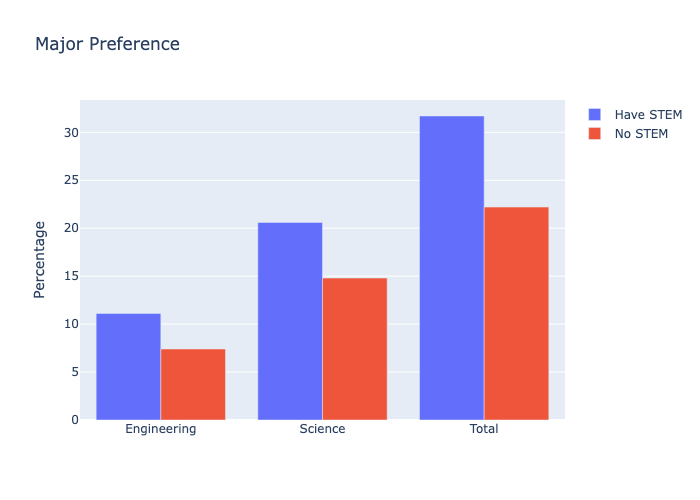 Major Preference
Have STEM
No STEM
Percentage
30
25
20
15
10
5
0
Engineering
Science
Total